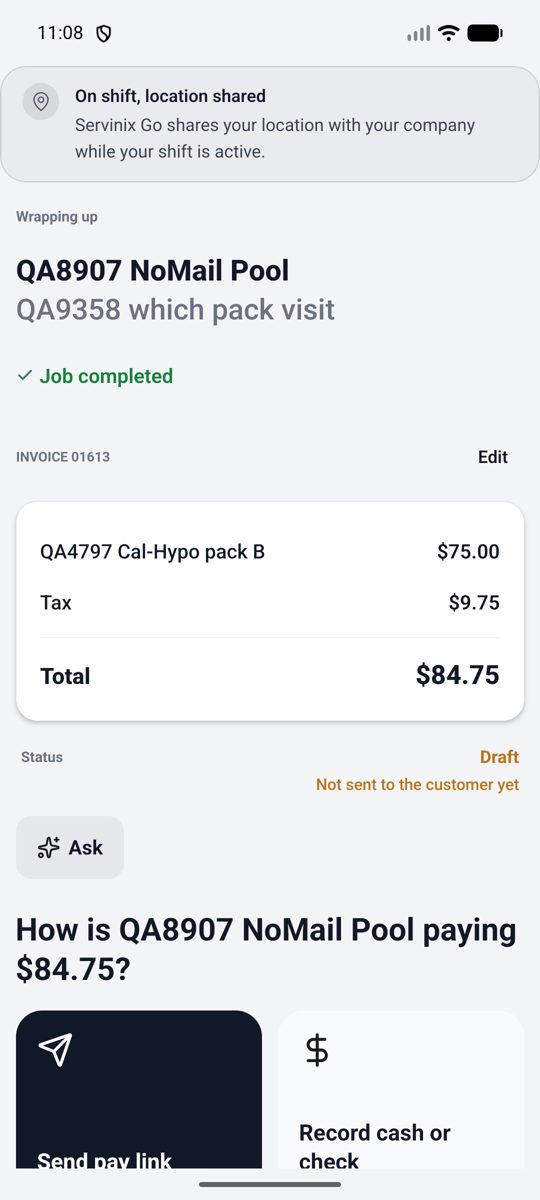 11:08
On shift, location shared
Servinix Go shares your location with your company
while your shift is active.
Wrapping up
QA8907 NoMail Pool
QA9358 which pack visit
Job completed
INVOICE 01613
Edit
QA4797 Cal-Hypo pack B
$75.00
Tax
$9.75
Total
$84.75
Status
Draft
Not sent to the customer yet
Ask
How is QA8907 NoMail Pool paying
$84.75?
Send pay link
Record cash or
check